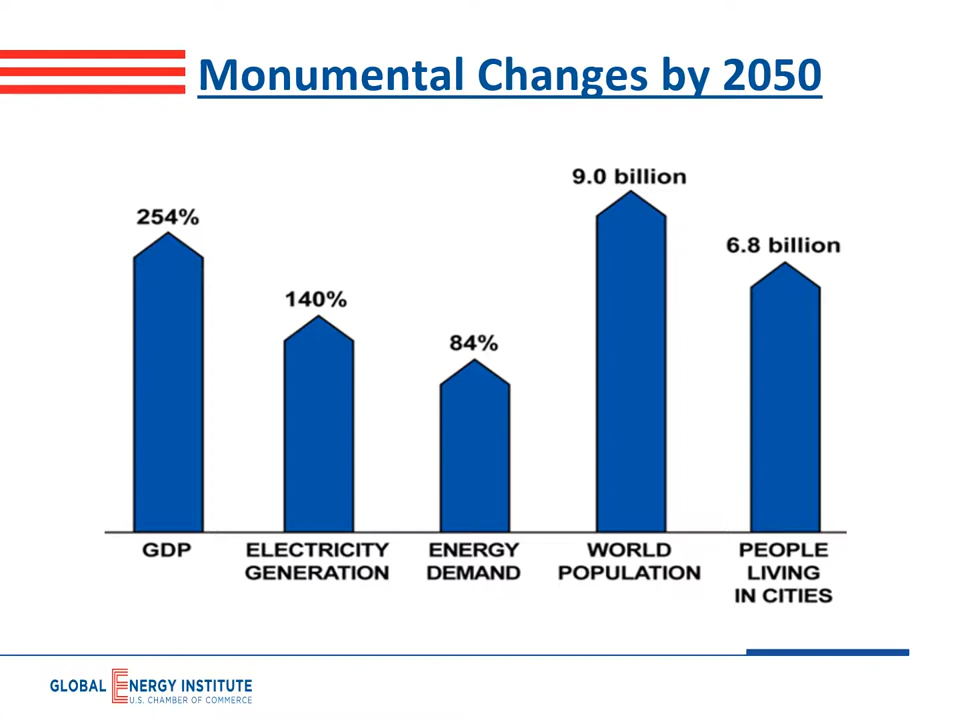 Monumental Changes by 2050
9.0 billion
254%
6.8 billion
140%
84%
GDP
ELECTRICITY
GENERATION
ENERGY
DEMAND
WORLD
POPULATION
PEOPLE
LIVING
IN CITIES
GLOBAL ENERGY INSTITUTE
U.S. CHAMBER OF COMMERCE